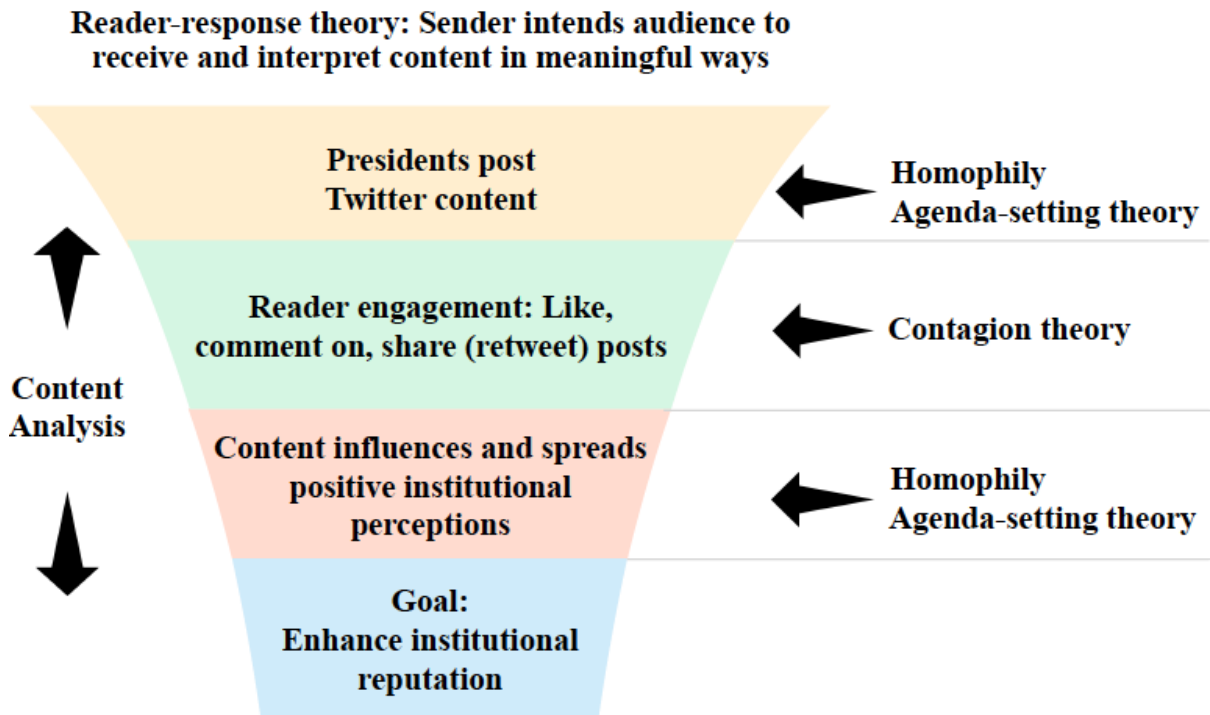 Reader-response theory: Sender intends audience to
receive and interpret content in meaningful ways
Presidents post
Twitter content
Homophily
Agenda-setting theory
Reader engagement: Like,
comment on, share (retweet) posts
Contagion theory
Content
Analysis
Content influences and spreads
positive institutional
perceptions
Homophily
Agenda-setting theory
Goal:
Enhance institutional
reputation